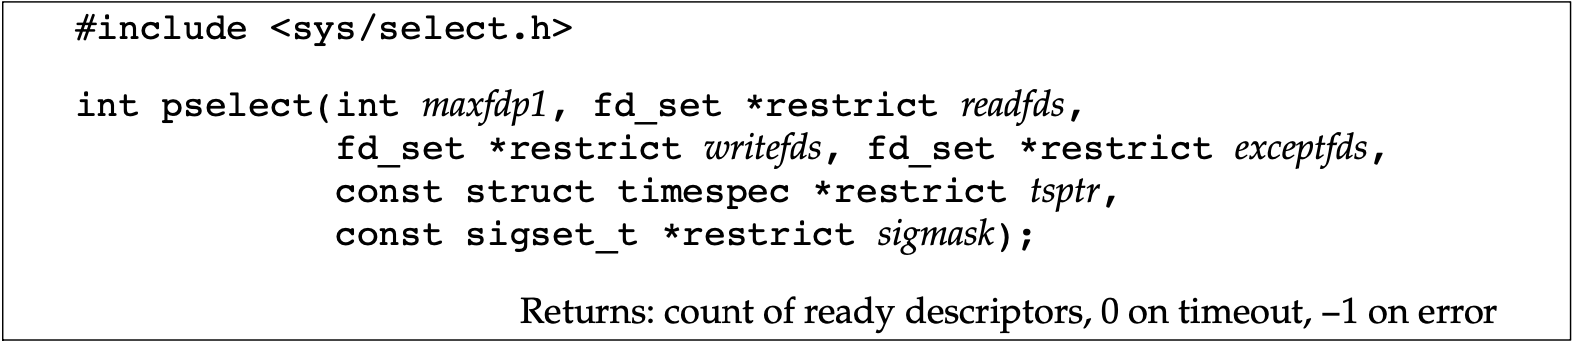 #include <sys/select.h>
int pselect(int maxfdp1, fd_set *restrict readfds,
fd_set *restrict writefds, fd_set *restrict exceptfds,
const struct timespec *restrict tsptr,
const sigset_t *restrict sigmask);
Returns: count of ready descriptors, 0 on timeout, –1 on error